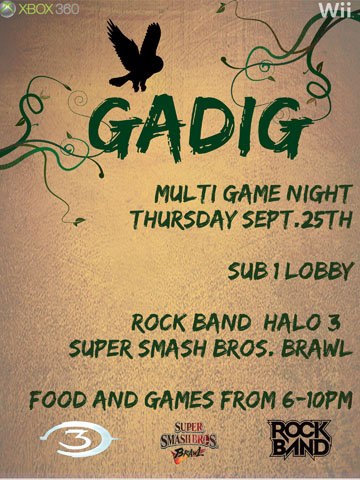 XBOX 360
Wii
GADIG
MULTI GAME NIGHT
THURSDAY SEPT.25TH
SUB 1 LOBBY
ROCK BAND HALO 3
SUPER SMASH BROS. BRAWL
FOOD AND GAMES FROM 6-10PM
3
SUPER
SMASH BROS.
BRAWL
ROCK
BAND